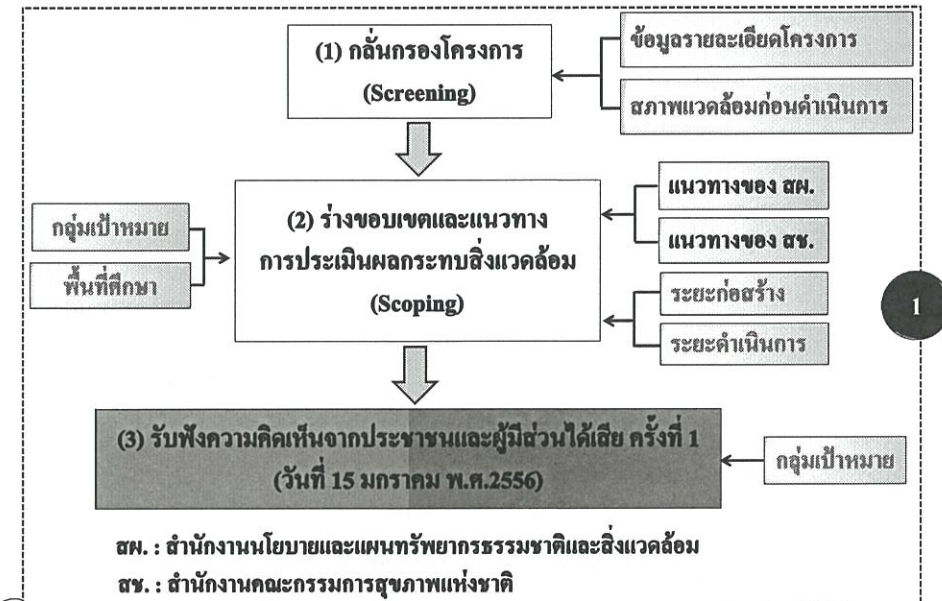 (1) กลั่นกรองโครงการ
(Screening)
ข้อมูลรายละเอียดโครงการ
สภาพแวดล้อมก่อนดำเนินการ
กลุ่มเป้าหมาย
พื้นที่ศึกษา
(2) ร่างขอบเขตและแนวทาง
การประเมินผลกระทบสิ่งแวดล้อม
(Scoping)
แนวทางของ สผ.
แนวทางของ สช.
ระยะก่อสร้าง
ระยะดำเนินการ
1
(3) รับฟังความคิดเห็นจากประชาชนและผู้มีส่วนได้เสีย ครั้งที่ 1
(วันที่ 15 มกราคม พ.ศ.2556)
กลุ่มเป้าหมาย
สผ. : สำนักงานนโยบายและแผนทรัพยากรธรรมชาติและสิ่งแวดล้อม
สช. : สำนักงานคณะกรรมการสุขภาพแห่งชาติ